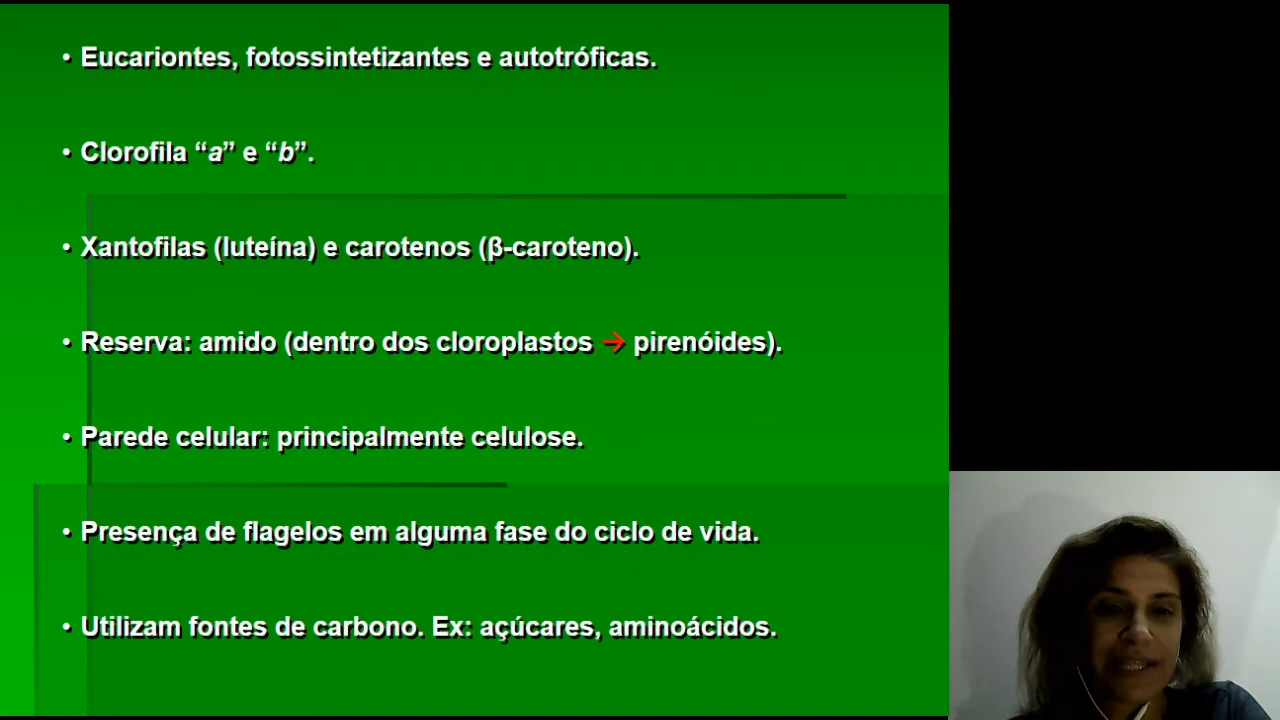 • Eucariontes, fotossintetizantes e autotróficas.
• Clorofila “a” e “b”.
• Xantofilas (luteína) e carotenos (β-caroteno).
• Reserva: amido (dentro dos cloroplastos → pirenóides).
• Parede celular: principalmente celulose.
• Presença de flagelos em alguma fase do ciclo de vida.
• Utilizam fontes de carbono. Ex: açúcares, aminoácidos.